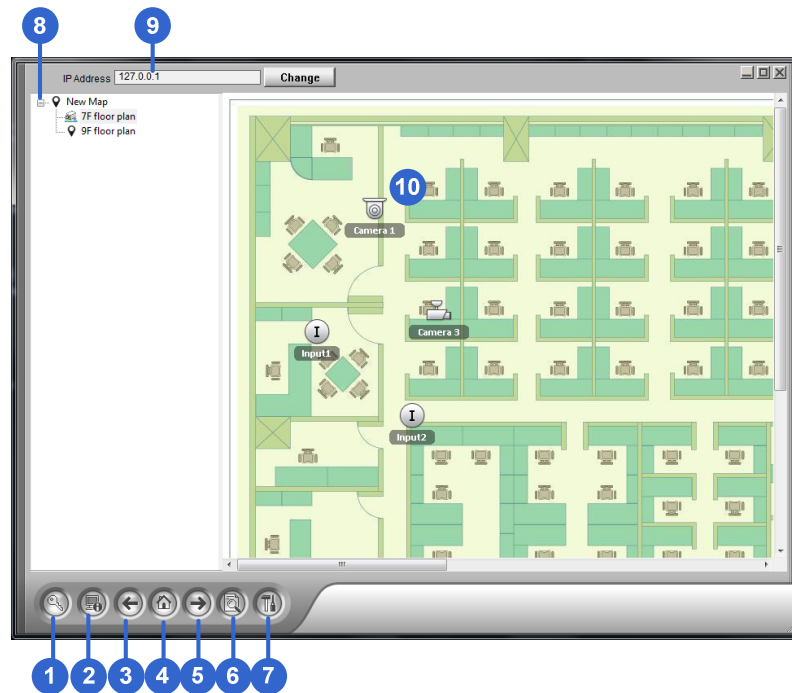 8
9
IP Address 127.0.0.1 Change
New Map
7F floor plan
9F floor plan
10
Camera 1
I
Input1
Camera 3
I
Input2
1
2
3
4
5
6
7